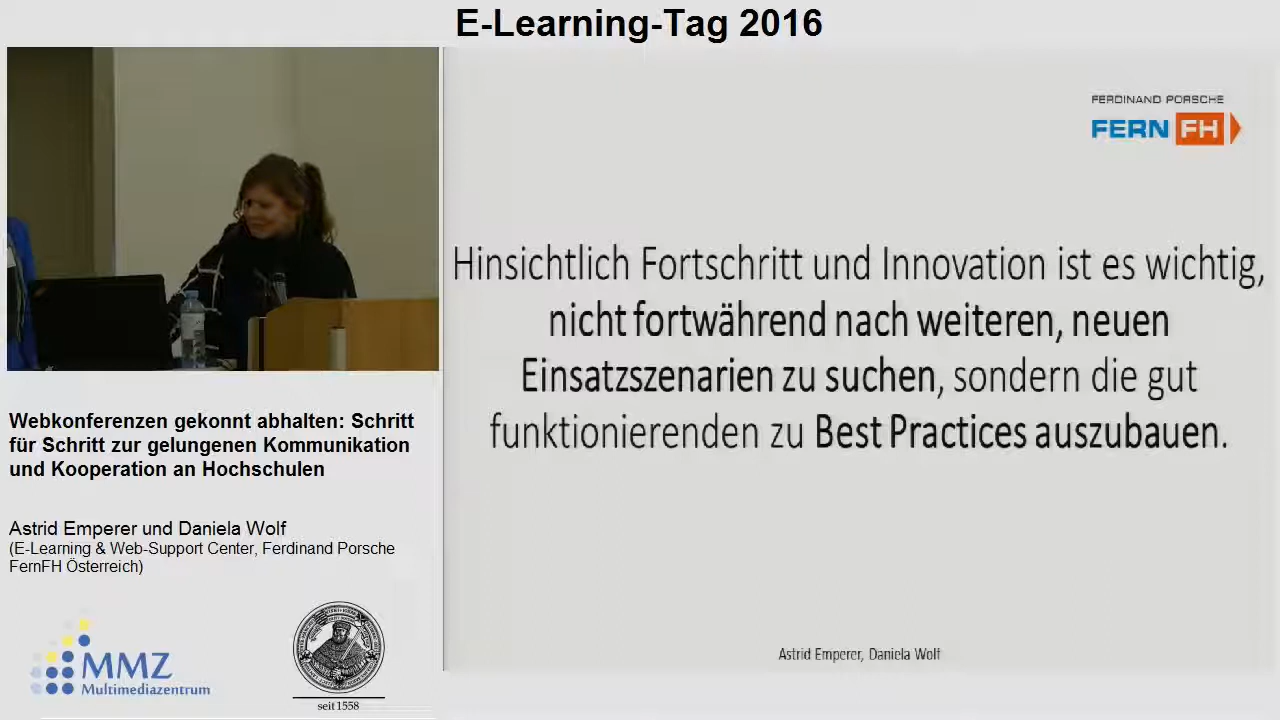 E-Learning-Tag 2016
FERDINAND PORSCHE
FERN FH
Hinsichtlich Fortschritt und Innovation ist es wichtig,
nicht fortwährend nach weiteren, neuen
Einsatzszenarien zu suchen, sondern die gut
funktionierenden zu Best Practices auszubauen.
Astrid Emperer, Daniela Wolf
Webkonferenzen gekonnt abhalten: Schritt
für Schritt zur gelungenen Kommunikation
und Kooperation an Hochschulen
Astrid Emperer und Daniela Wolf
(E-Learning & Web-Support Center, Ferdinand Porsche
FernFH Österreich)
MMZ
Multimediazentrum
seit 1558